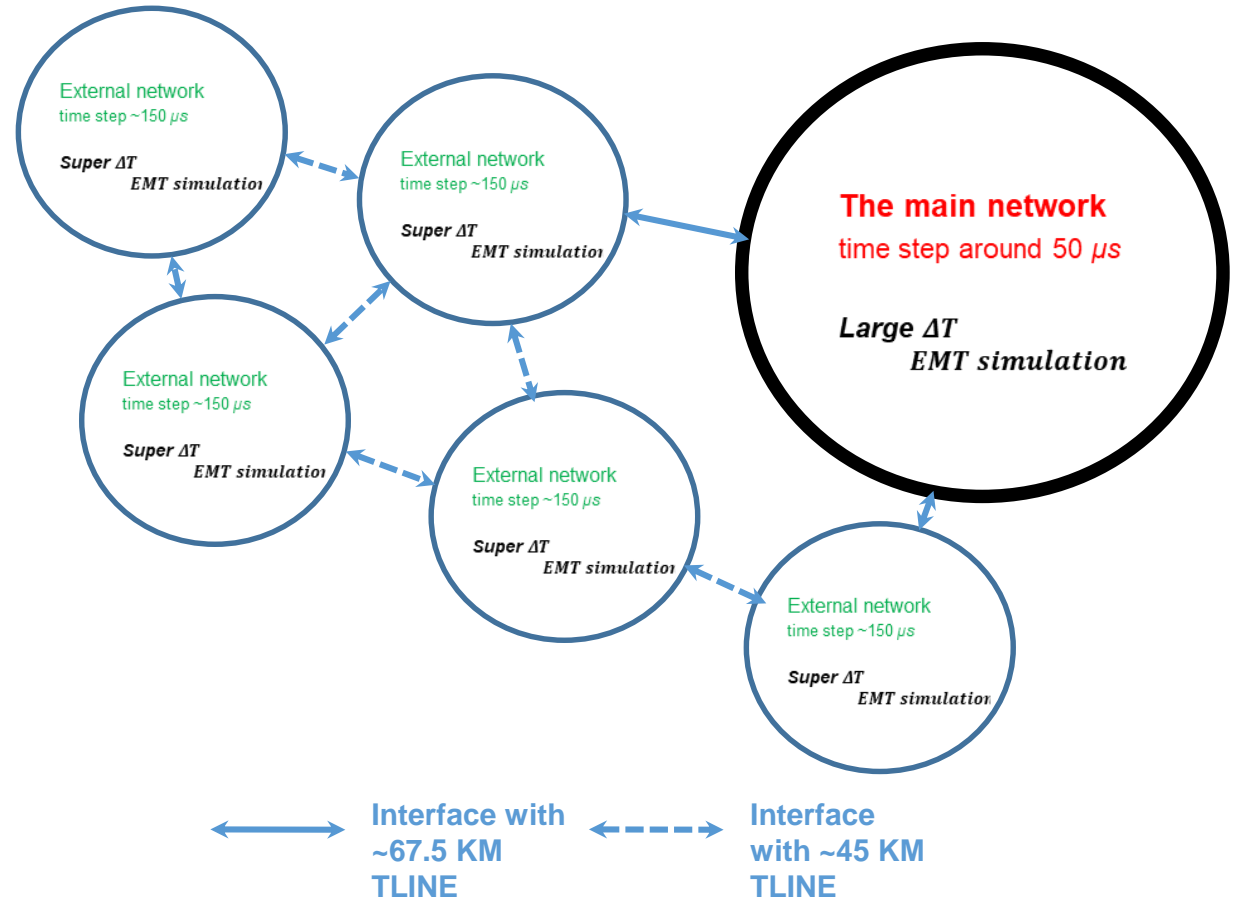 External network
time step ~150 µs
Super ΔT
EMT simulation
External network
time step ~150 µs
Super ΔT
EMT simulation
The main network
time step around 50 µs
Large ΔT
EMT simulation
External network
time step ~150 µs
Super ΔT
EMT simulation
External network
time step ~150 µs
Super ΔT
EMT simulation
External network
time step ~150 µs
Super ΔT
EMT simulation
Interface with
~67.5 KM
TLINE
Interface
with ~45 KM
TLINE